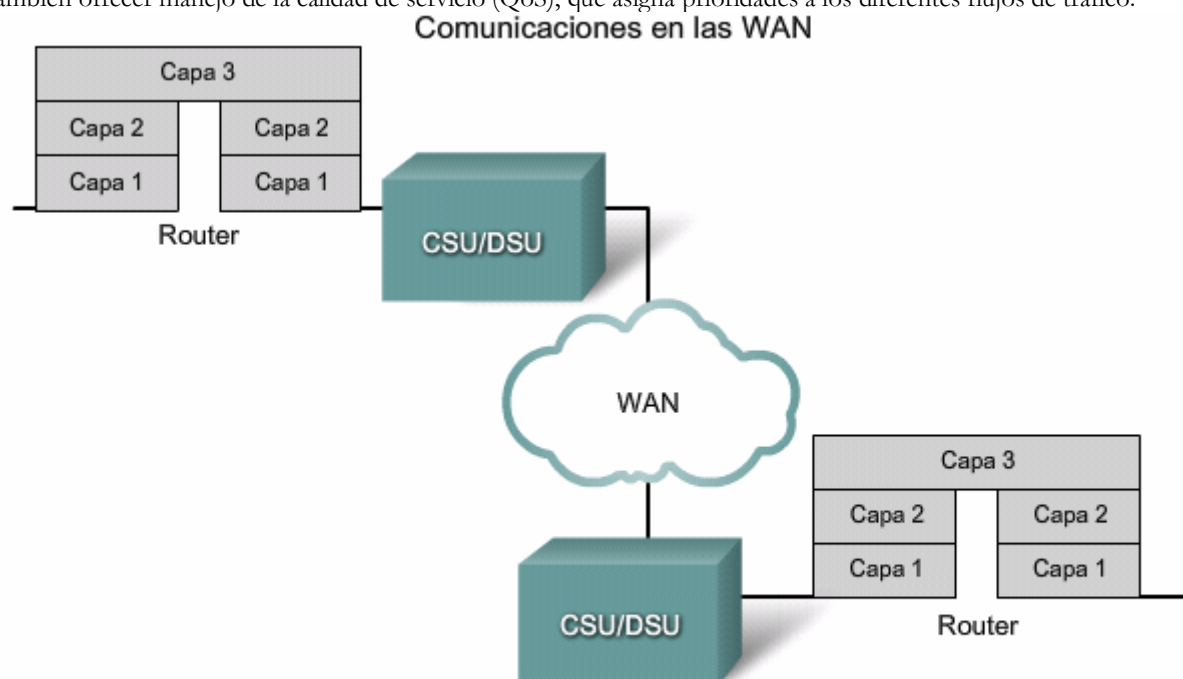 también ofrecer manejo de la calidad de servicio (QoS), que asigna prioridades a los diferentes flujos de tráfico.
Comunicaciones en las WAN
Capa 3
Capa 2 Capa 2
Capa 1 Capa 1
Router
CSU/DSU
WAN
Capa 3
Capa 2 Capa 2
Capa 1 Capa 1
Router
CSU/DSU